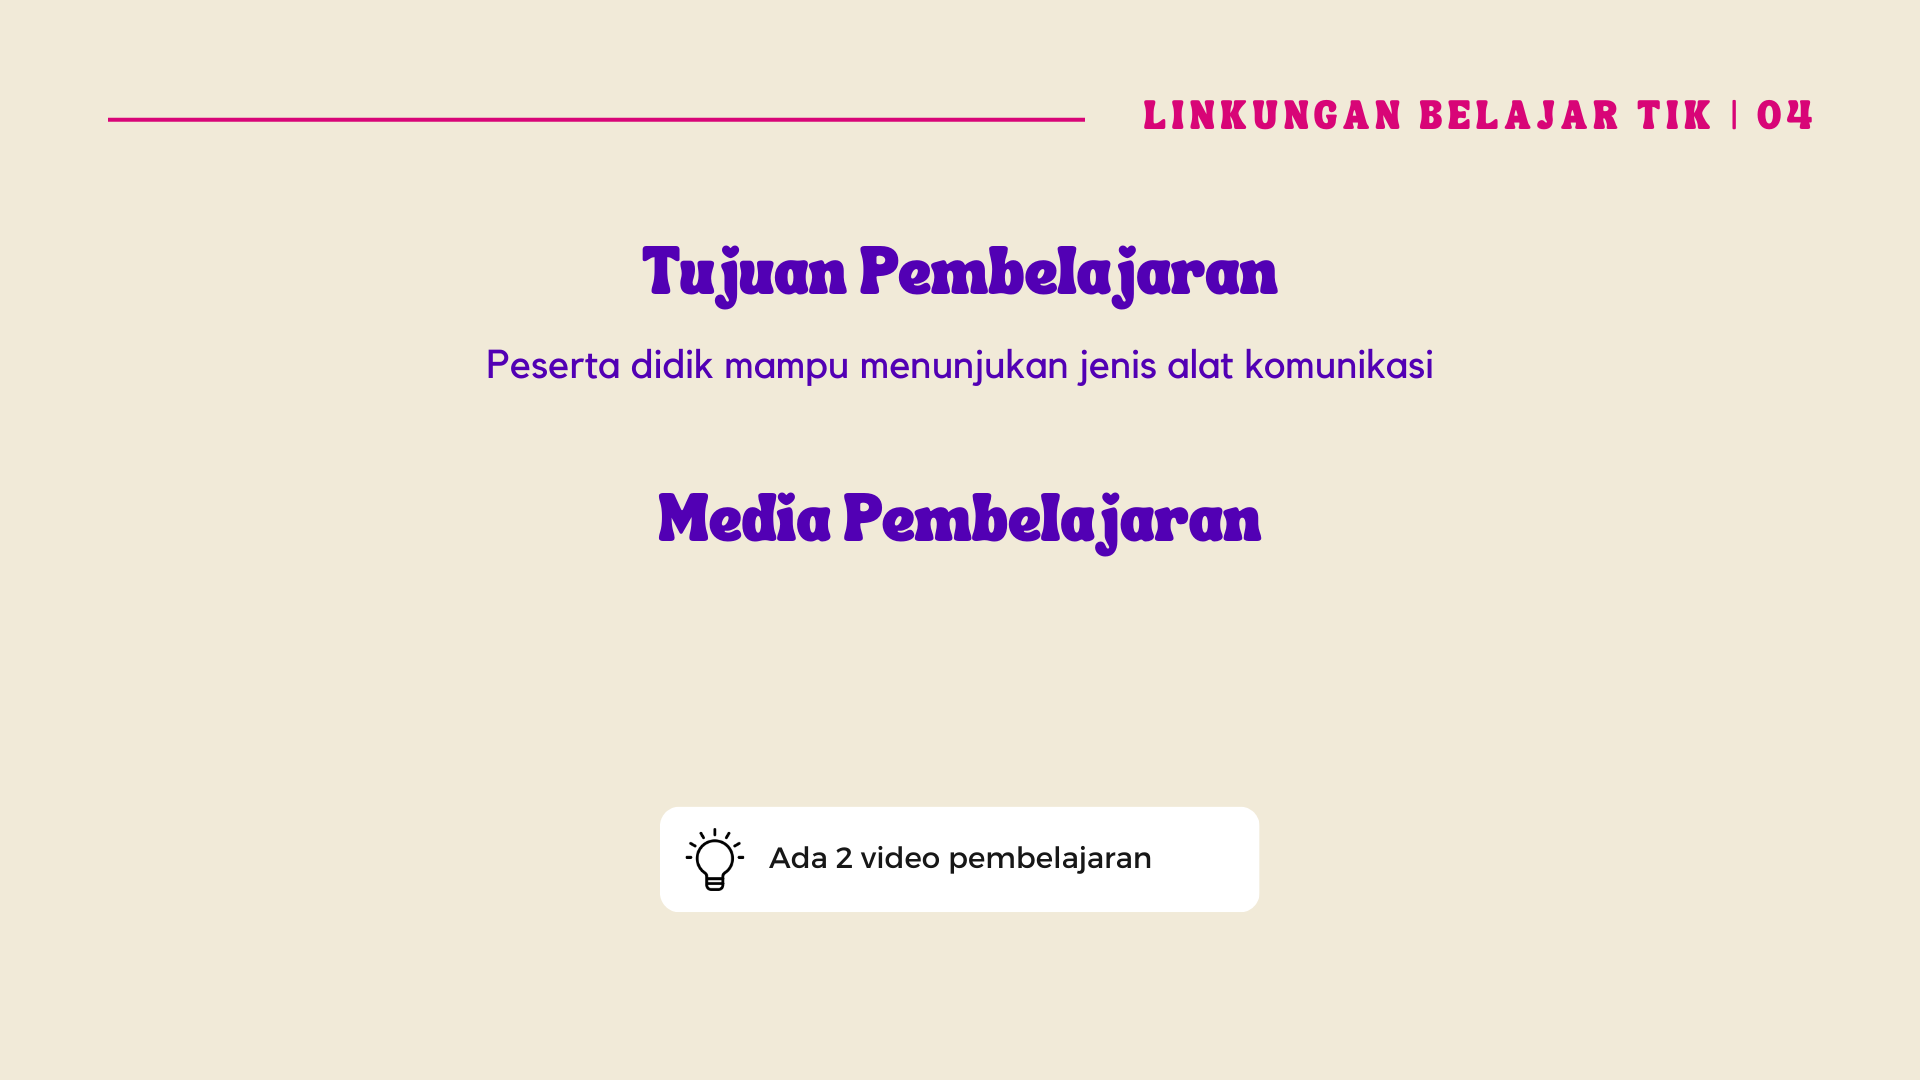 LINKUNGAN BELAJAR TIK | 04
Tujuan Pembelajaran
Peserta didik mampu menunjukan jenis alat komunikasi
Media Pembelajaran
Ada 2 video pembelajaran